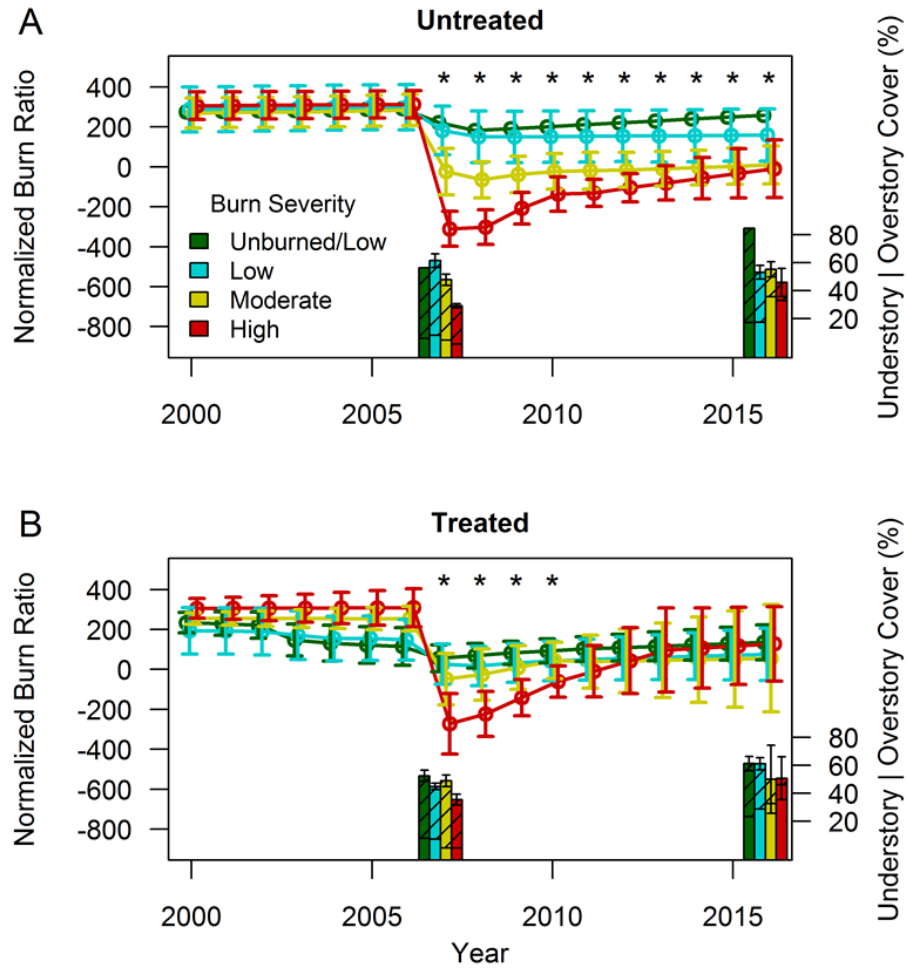 A
Untreated
Normalized Burn Ratio
400
200
0
-200
-400
-600
-800
* * * * * * * * * *
Burn Severity
Unburned/Low
Low
Moderate
High
80
60
40
20
Understory | Overstory Cover (%)
2000 2005 2010 2015
B
Treated
Normalized Burn Ratio
400
200
0
-200
-400
-600
-800
* * * *
80
60
40
20
Understory | Overstory Cover (%)
2000 2005 2010 2015
Year